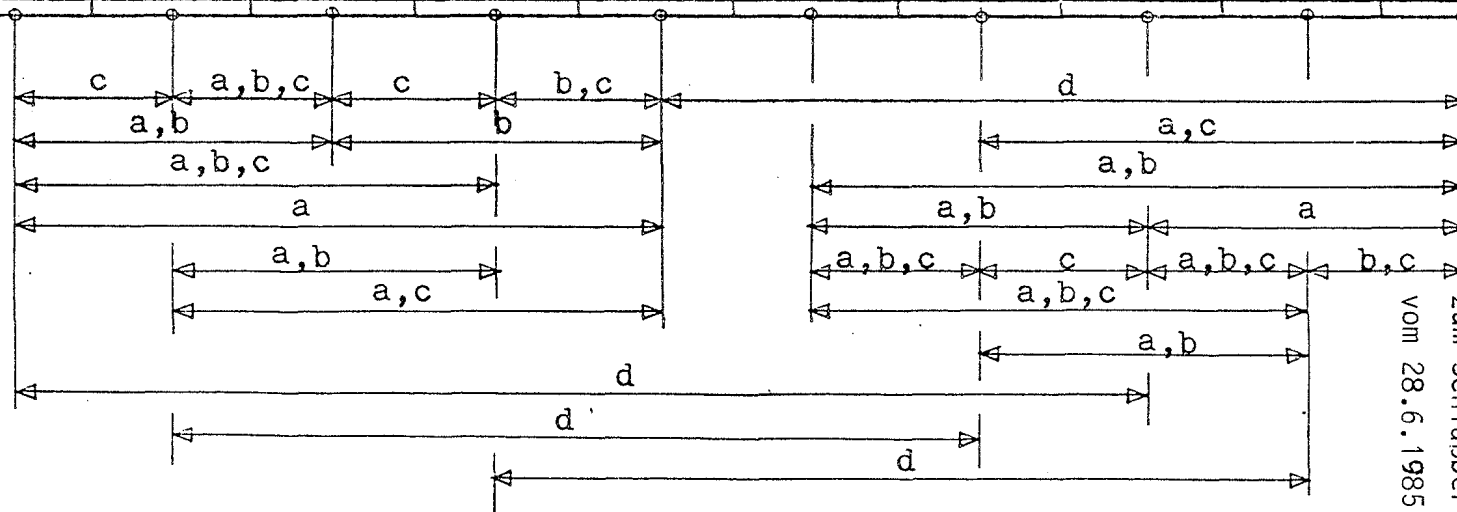 c a,b,c c b,c d
a,b b a,c
a,b,c a,b
a a,b a
a,b a,b,c c a,b,c b,c
a,c a,b,c
a,b
d
d
d
vom 28.6.1985